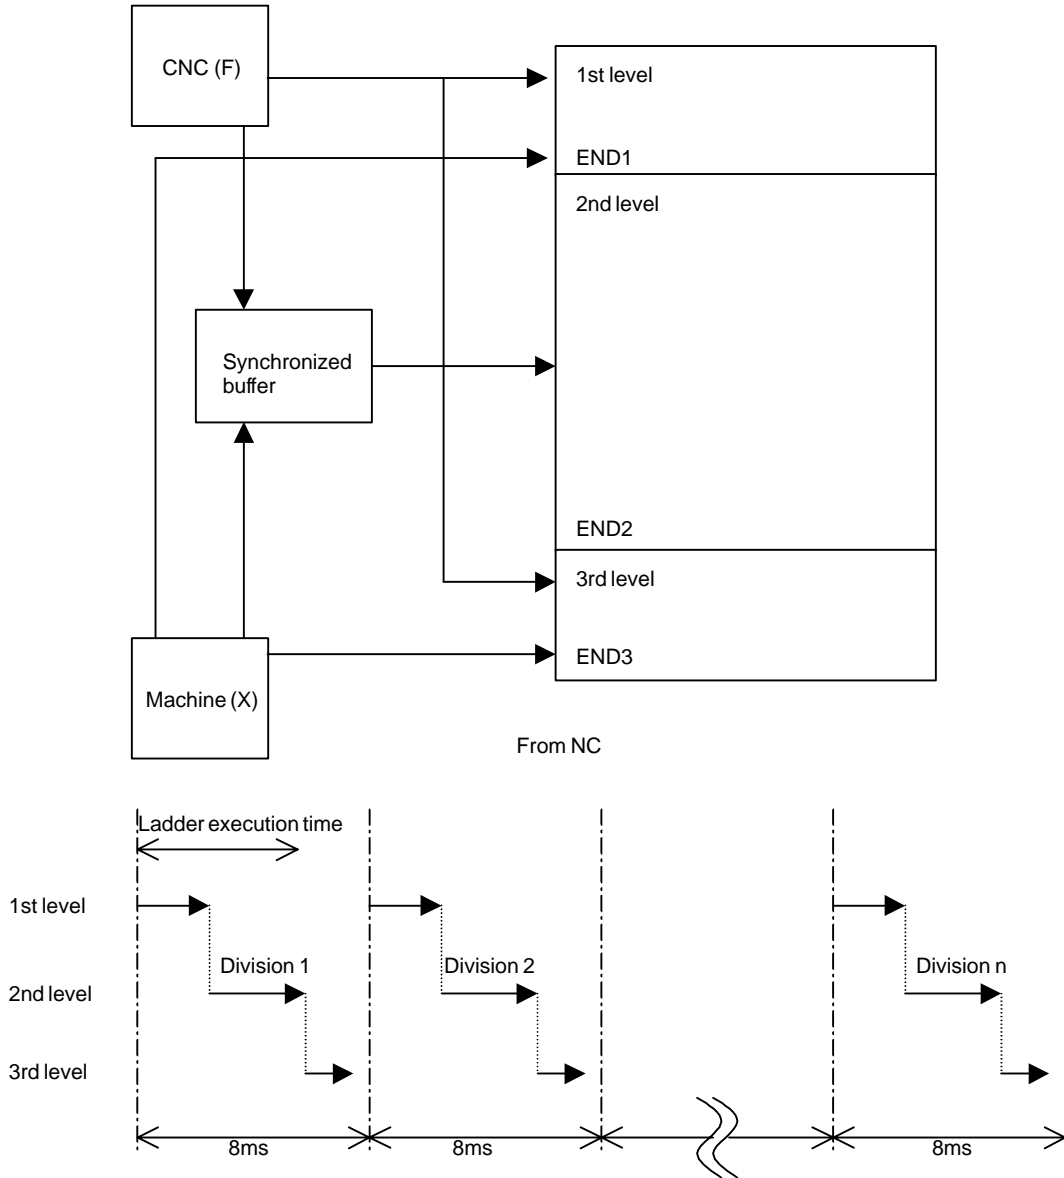 CNC (F)
1st level
END1
2nd level
Synchronized
buffer
END2
3rd level
END3
Machine (X)
From NC
Ladder execution time
1st level
Division 1
Division 2
Division n
2nd level
3rd level
8ms
8ms
8ms